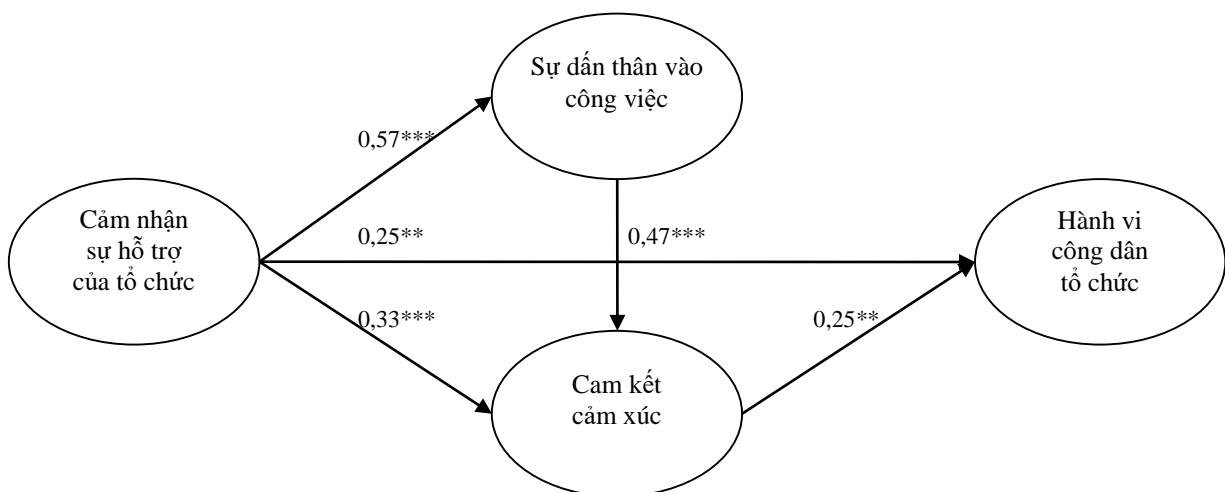 Sự dấn thân vào
công việc
0,57***
Cảm nhận
sự hỗ trợ
của tổ chức
0,25**
0,47***
Hành vi
công dân
tổ chức
0,33***
0,25**
Cam kết
cảm xúc